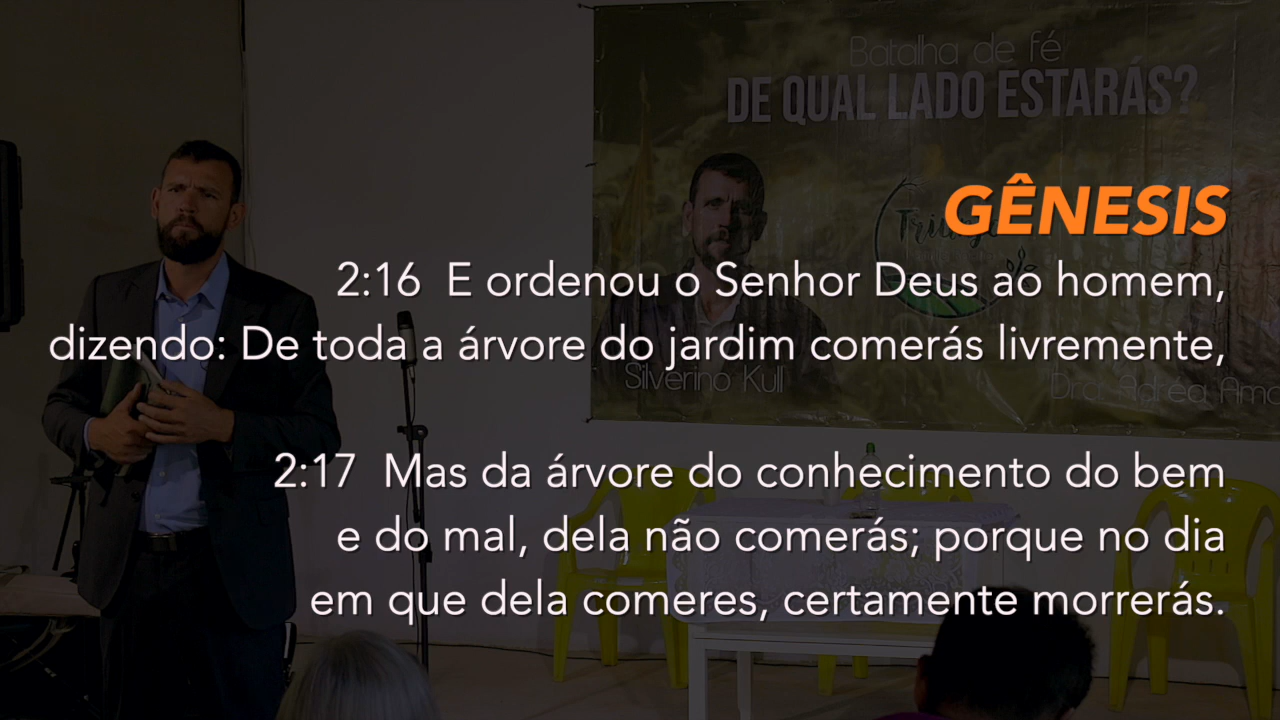 Batalha de fé
DE QUAL LADO ESTARÁS?
GÊNESIS
2:16 E ordenou o Senhor Deus ao homem,
dizendo: De toda a árvore do jardim comerás livremente,
Silverino Kull
Dra. Adréa
2:17 Mas da árvore do conhecimento do bem
e do mal, dela não comerás; porque no dia
em que dela comeres, certamente morrerás.